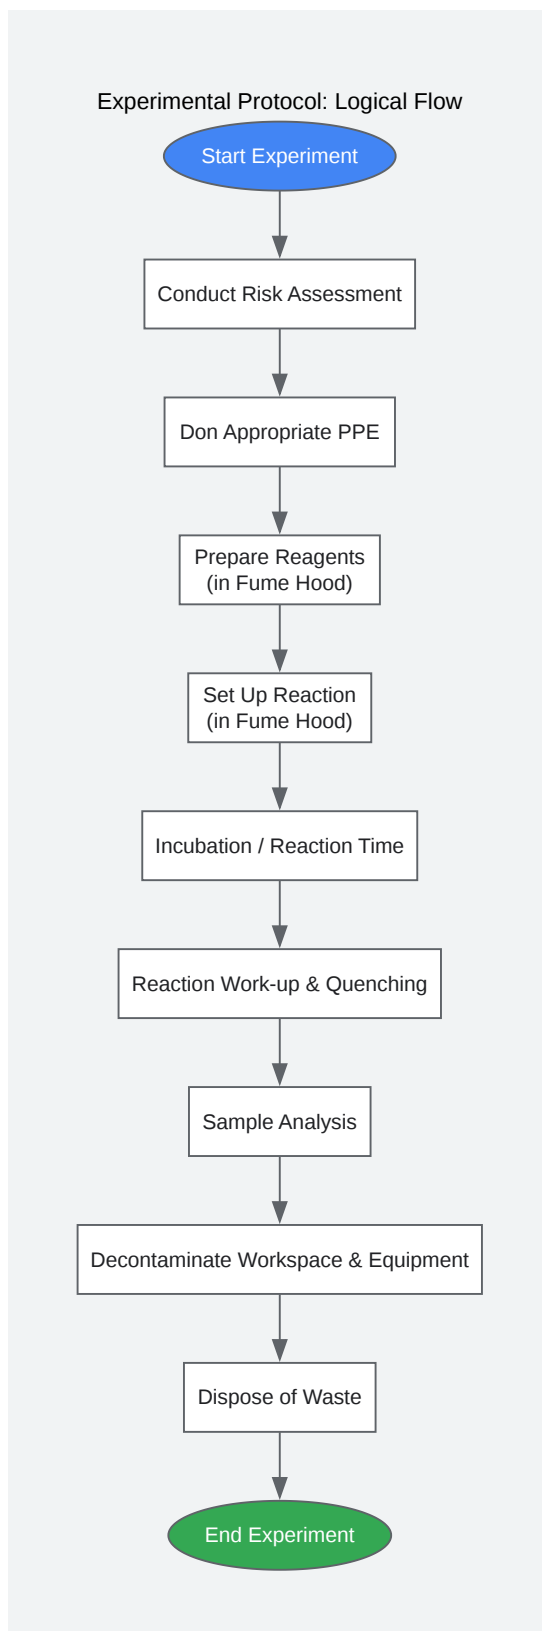 Experimental Protocol: Logical Flow
Start Experiment
Conduct Risk Assessment
Don Appropriate PPE
Prepare Reagents
(in Fume Hood)
Set Up Reaction
(in Fume Hood)
Incubation / Reaction Time
Reaction Work-up & Quenching
Sample Analysis
Decontaminate Workspace & Equipment
Dispose of Waste
End Experiment